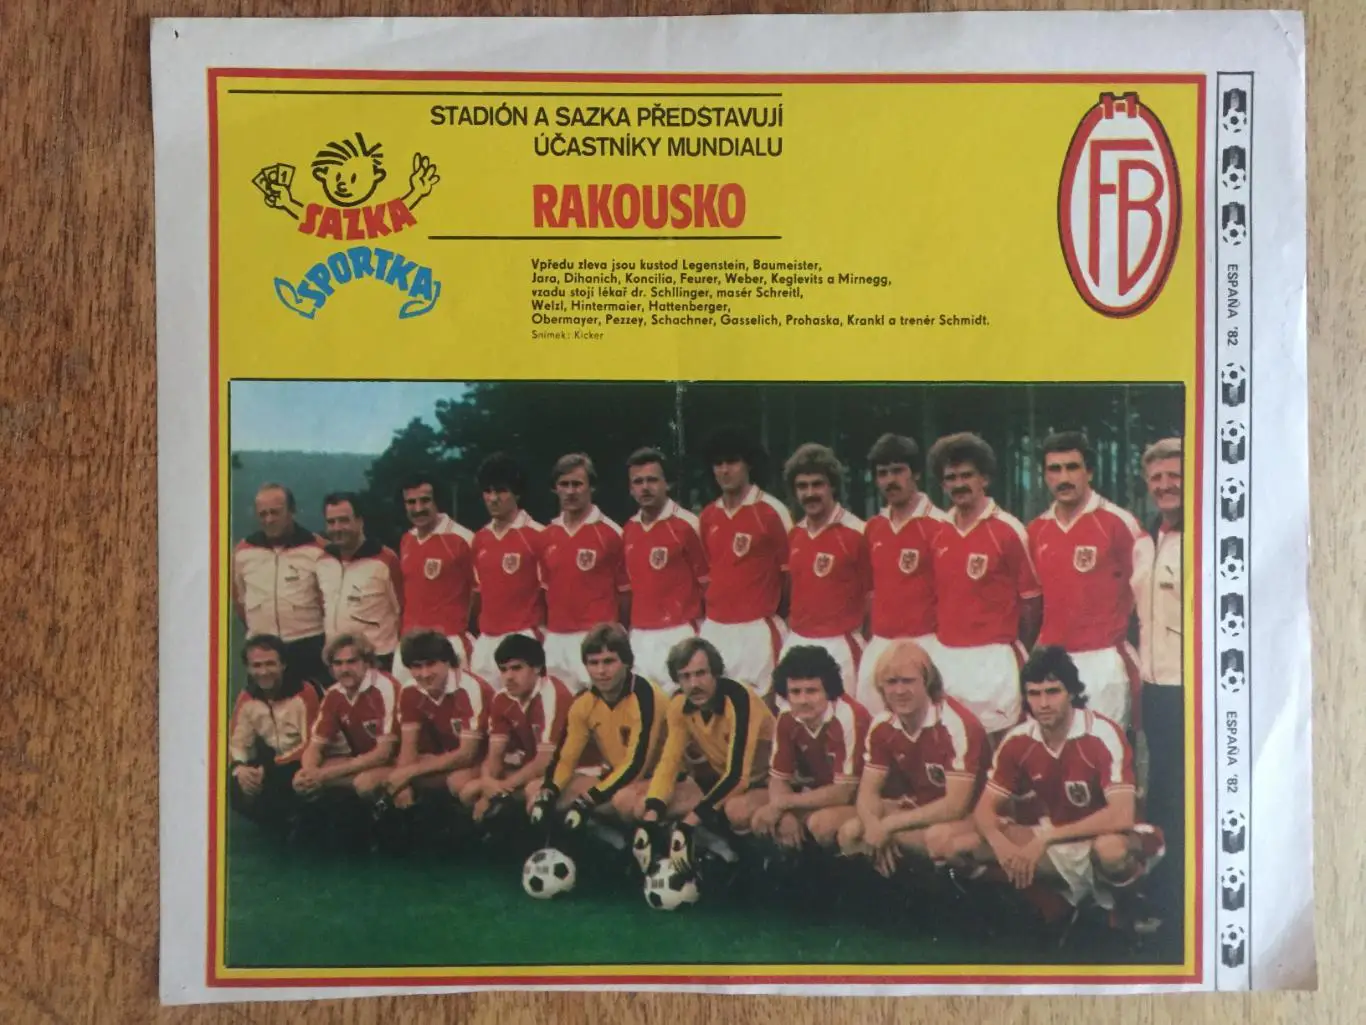 STADIÓN A SAZKA PŘEDSTAVUJÍ
ÚČASTNÍKY MUNDIALU
RAKOUSKO
SAZKA
SPORTKA
Vpředu zleva jsou kustod Legenstein, Baumeister,
Jara, Dihanich, Koncilia, Feurer, Weber, Keglevits a Mirnegg,
vzadu stojí lékař dr. Schllinger, masér Schreitl,
Welzl, Hintermaier, Hattenberger,
Obermayer, Pezzey, Schachner, Gasselich, Prohaska, Krankl a trenér Schmidt.
Snímek: Kicker
FB
ESPAÑA '82
ESPAÑA '82